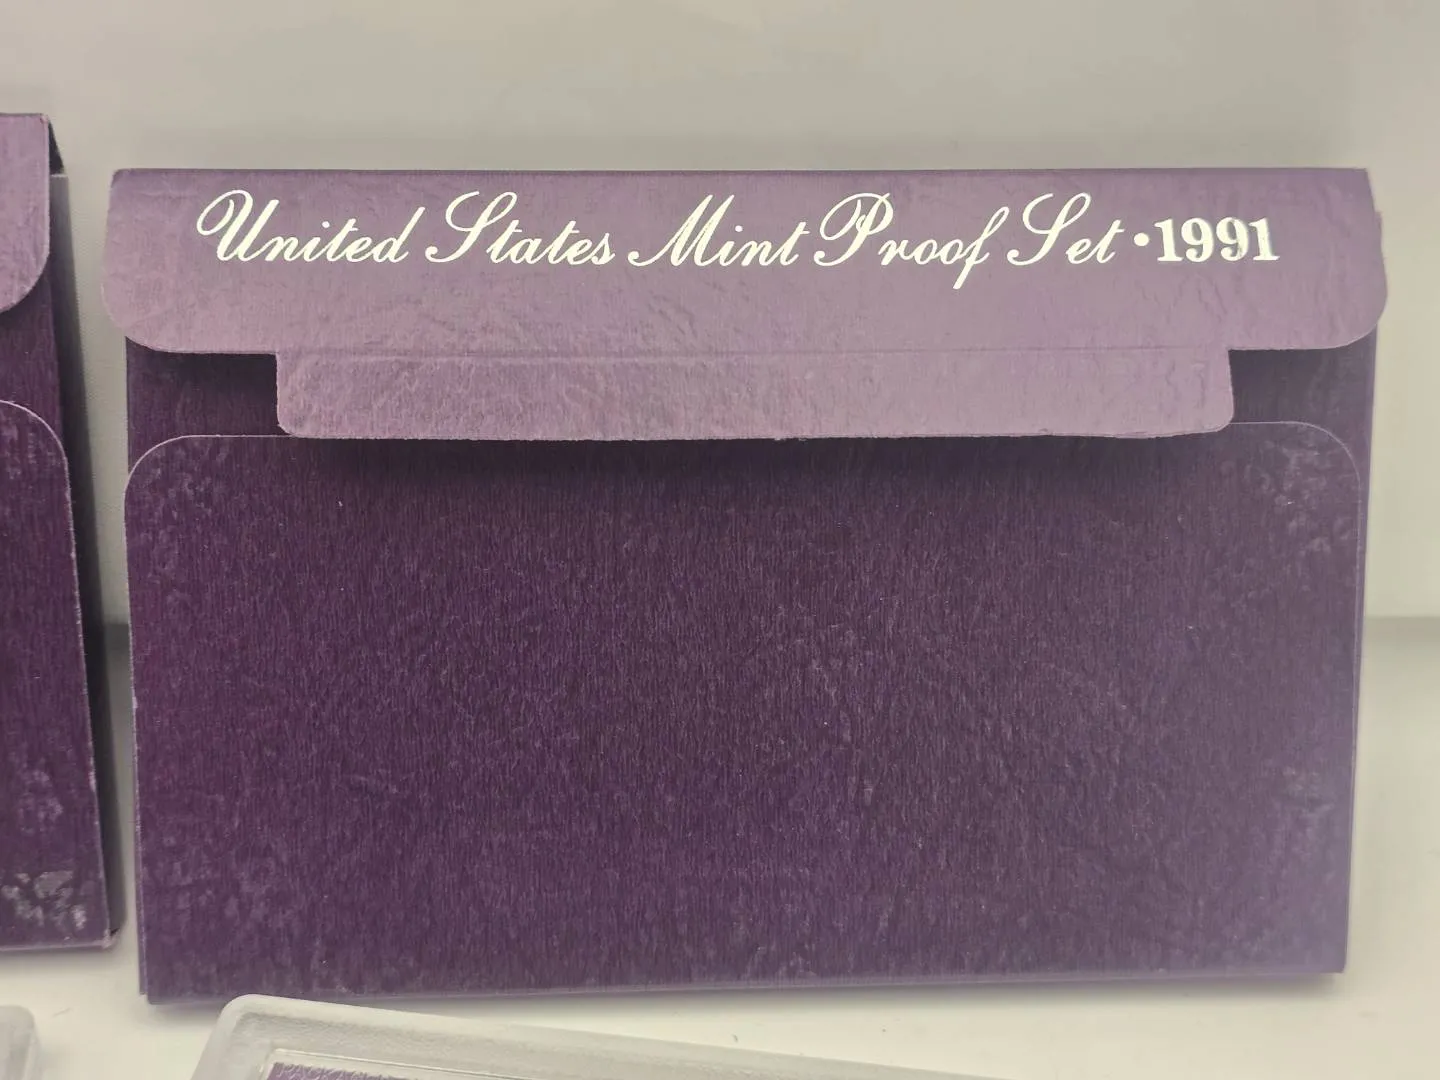 United States Mint Proof Set • 1991